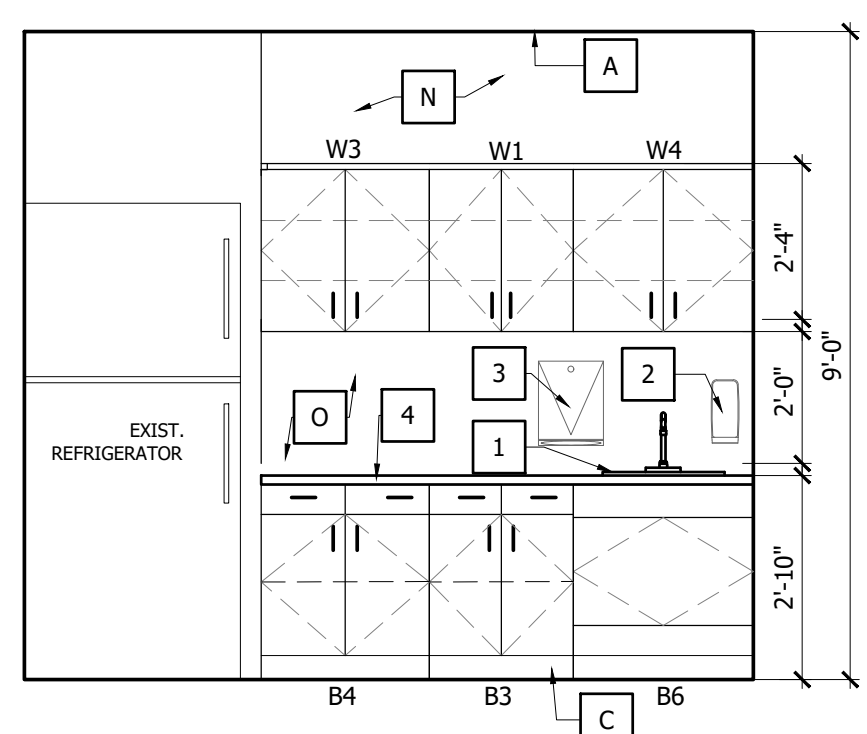 A
N
W3 W1 W4
2'-4"
9'-0"
3 2
2'-0"
EXIST.
REFRIGERATOR
O 4
1
2'-10"
B4 B3 B6
C